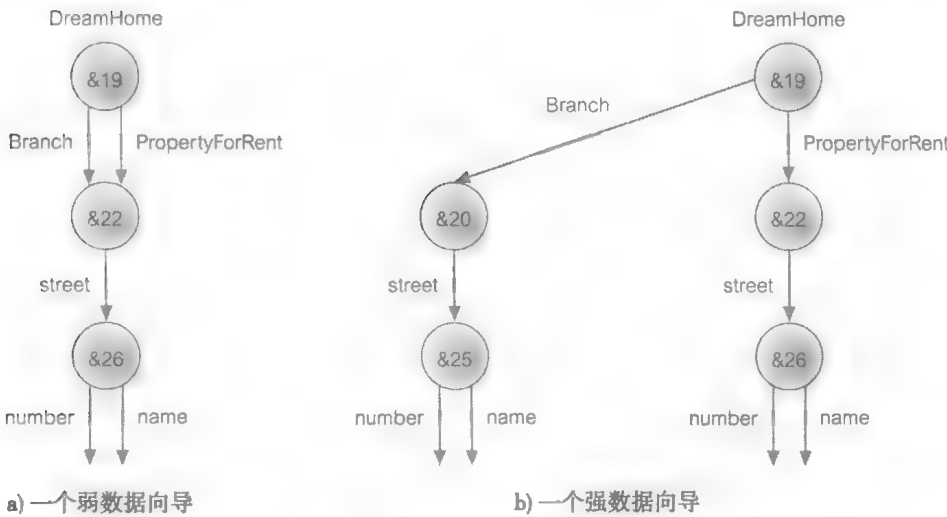 DreamHome
&19
Branch
PropertyForRent
&22
street
&26
number
name
a) 一个弱数据向导
DreamHome
&19
Branch
PropertyForRent
&20
&22
street
street
&25
&26
number
name
number
name
b) 一个强数据向导